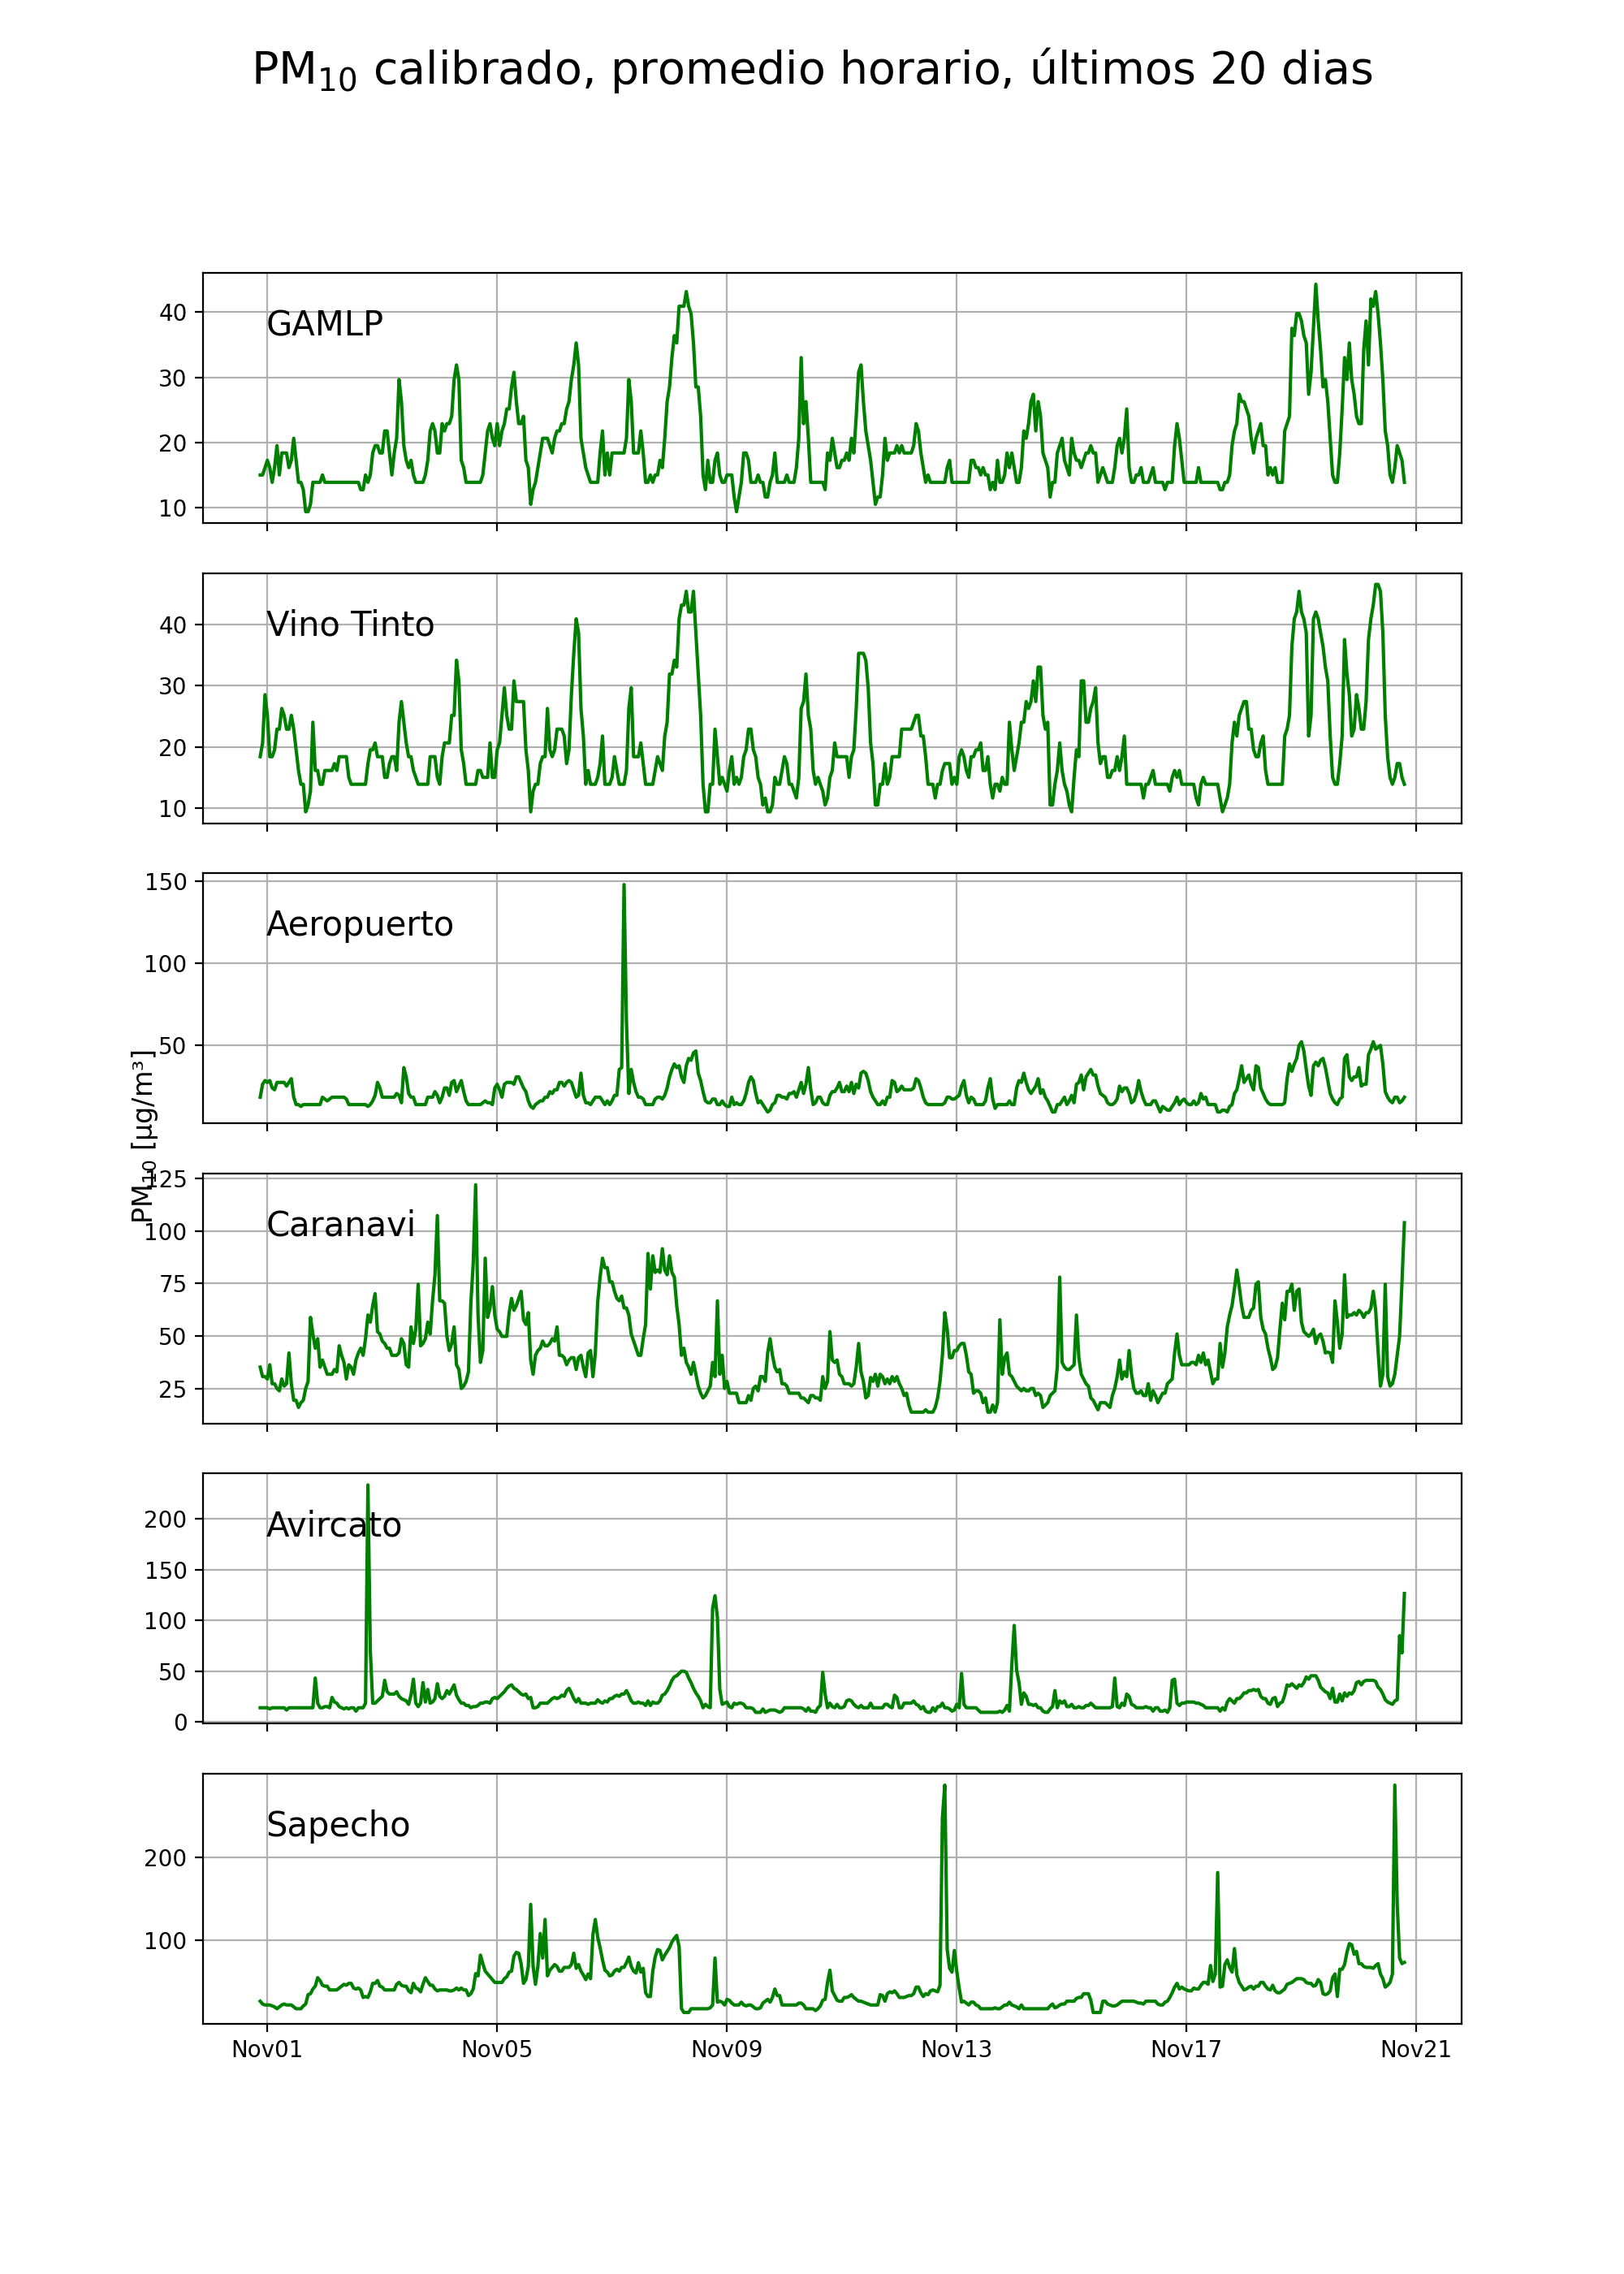 PM₁₀ calibrado, promedio horario, últimos 20 dias
GAMLP
40
30
20
10
Vino Tinto
40
30
20
10
Aeropuerto
150
100
50
PM₁₀ [µg/m³]
Caranavi
125
100
75
50
25
Avircato
200
150
100
50
0
Sapecho
200
100
Nov01 Nov05 Nov09 Nov13 Nov17 Nov21